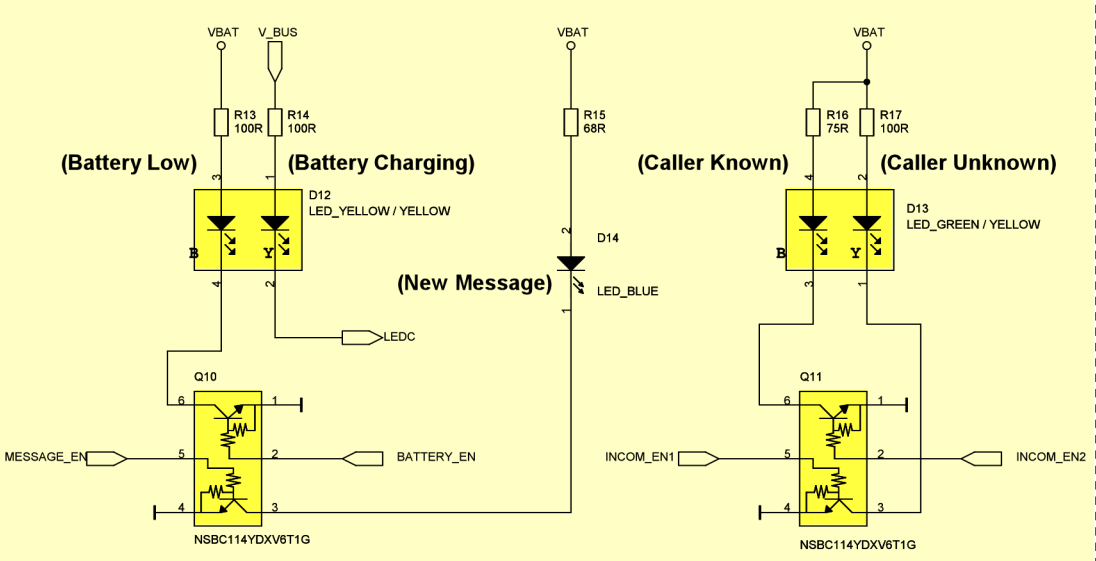 VBAT
V_BUS
VBAT
VBAT
R13
100R
R14
100R
R15
68R
R16
75R
R17
100R
(Battery Low)
(Battery Charging)
(Caller Known)
(Caller Unknown)
3
1
2
4
2
D12
LED_YELLOW / YELLOW
D13
LED_GREEN / YELLOW
B
Y
D14
B
Y
(New Message)
LED_BLUE
4
2
1
3
1
LEDC
Q10
Q11
6
1
6
1
MESSAGE_EN
5
2
BATTERY_EN
INCOM_EN1
5
2
INCOM_EN2
4
3
4
3
NSBC114YDXV6T1G
NSBC114YDXV6T1G